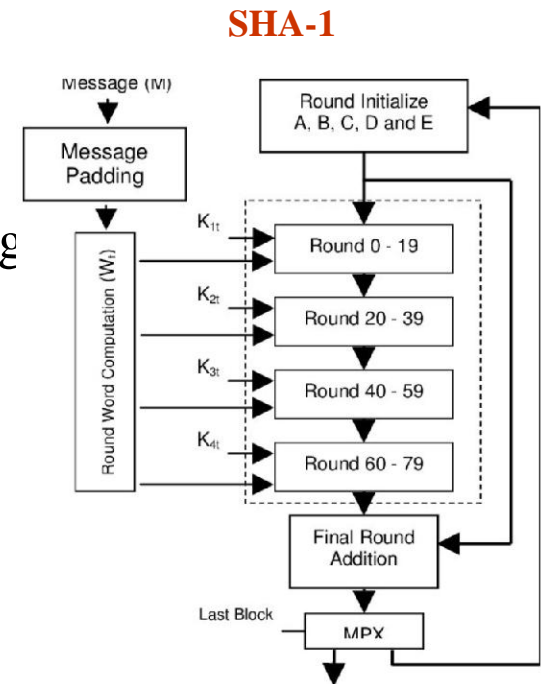 SHA-1
Message (M)
Message
Padding
g
Round Word Computation (Wₜ)
Round Initialize
A, B, C, D and E
K₁ₜ
Round 0 - 19
K₂ₜ
Round 20 - 39
K₃ₜ
Round 40 - 59
K₄ₜ
Round 60 - 79
Final Round
Addition
Last Block
MPX